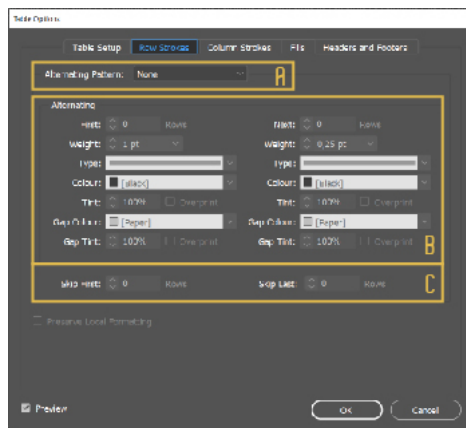 Table Options
Table Setup Row Strokes Column Strokes Fills Headers and Footers
Alternating Pattern: None A
Alternating
First: 0 Rows Next: 0 Rows
Weight: 1 pt Weight: 0,25 pt
Type: Type:
Colour: [Black] Colour: [Black]
Tint: 100% Overprint Tint: 100% Overprint
Gap Colour: [Paper] Gap Colour: [Paper]
Gap Tint: 100% Overprint Gap Tint: 100% Overprint B
Skip First: 0 Rows Skip Last: 0 Rows C
Preserve Local Formatting
Preview OK Cancel